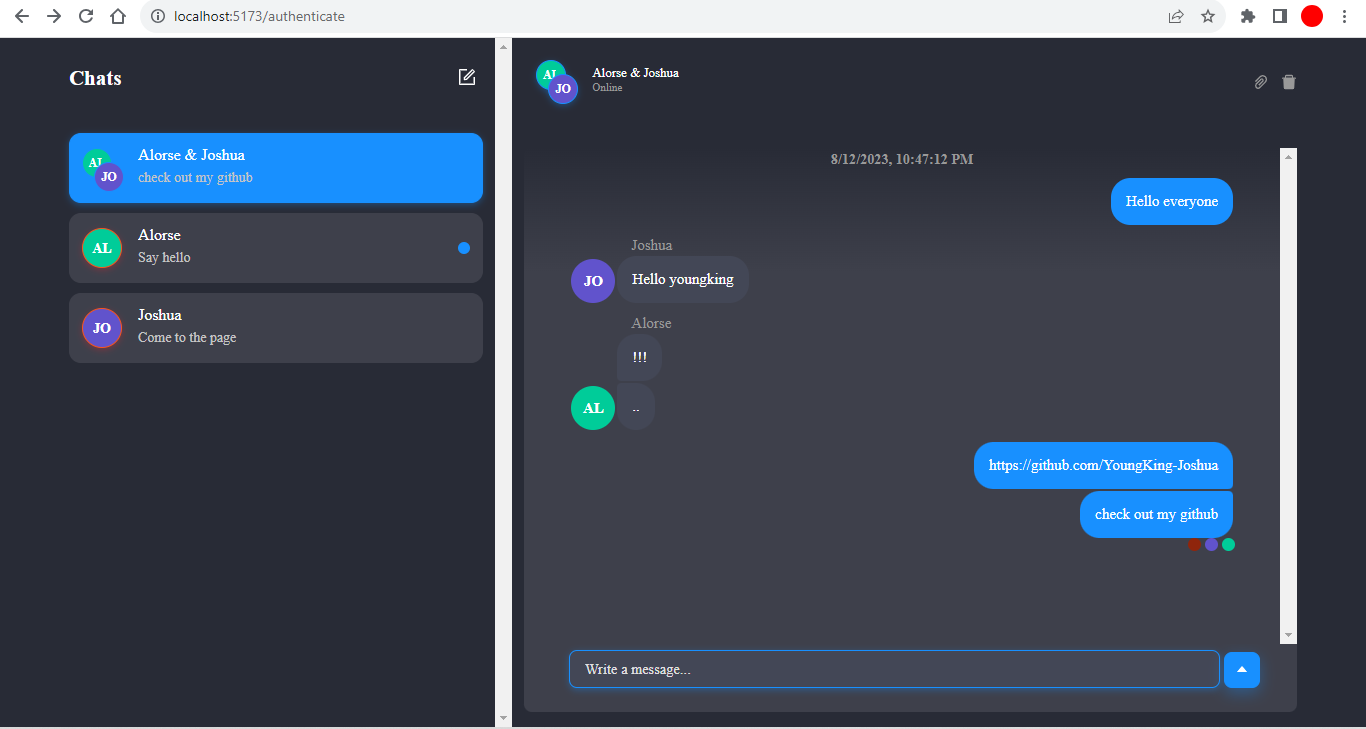 localhost:5173/authenticate
Chats
AL
JO
Alorse & Joshua
check out my github
AL
Alorse
Say hello
JO
Joshua
Come to the page
AL
JO
Alorse & Joshua
Online
8/12/2023, 10:47:12 PM
Hello everyone
Joshua
JO
Hello youngking
Alorse
!!!
AL
..
https://github.com/YoungKing-Joshua
check out my github
Write a message...